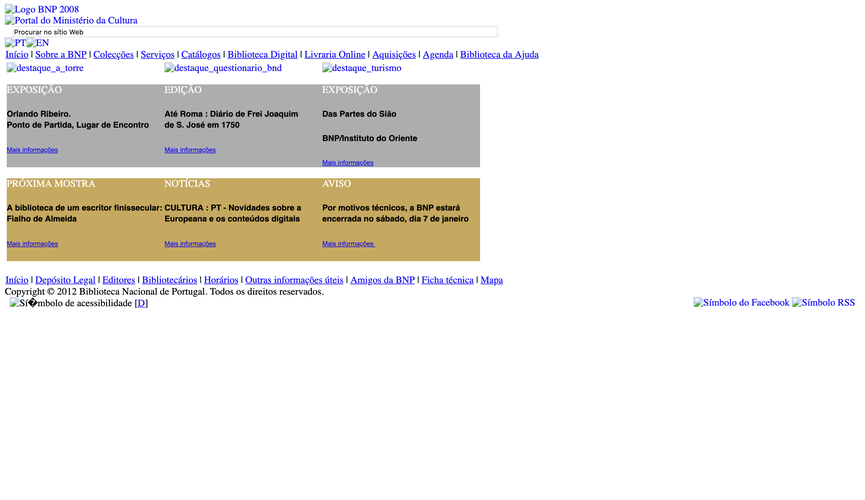 Logo BNP 2008
Portal do Ministério da Cultura
Procurar no sítio Web
PT EN
Início | Sobre a BNP | Colecções | Serviços | Catálogos | Biblioteca Digital | Livraria Online | Aquisições | Agenda | Biblioteca da Ajuda
destaque_a_torre
destaque_questionario_bnd
destaque_turismo
EXPOSIÇÃO
Orlando Ribeiro.
Ponto de Partida, Lugar de Encontro
Mais informações
EDIÇÃO
Até Roma : Diário de Frei Joaquim
de S. José em 1750
Mais informações
EXPOSIÇÃO
Das Partes do Sião
BNP/Instituto do Oriente
Mais informações
PRÓXIMA MOSTRA
A biblioteca de um escritor finissecular:
Fialho de Almeida
Mais informações
NOTÍCIAS
CULTURA : PT - Novidades sobre a
Europeana e os conteúdos digitais
Mais informações
AVISO
Por motivos técnicos, a BNP estará
encerrada no sábado, dia 7 de janeiro
Mais informações
Início | Depósito Legal | Editores | Bibliotecários | Horários | Outras informações úteis | Amigos da BNP | Ficha técnica | Mapa
Copyright © 2012 Biblioteca Nacional de Portugal. Todos os direitos reservados.
Sí�mbolo de acessibilidade [D]
Símbolo do Facebook Símbolo RSS